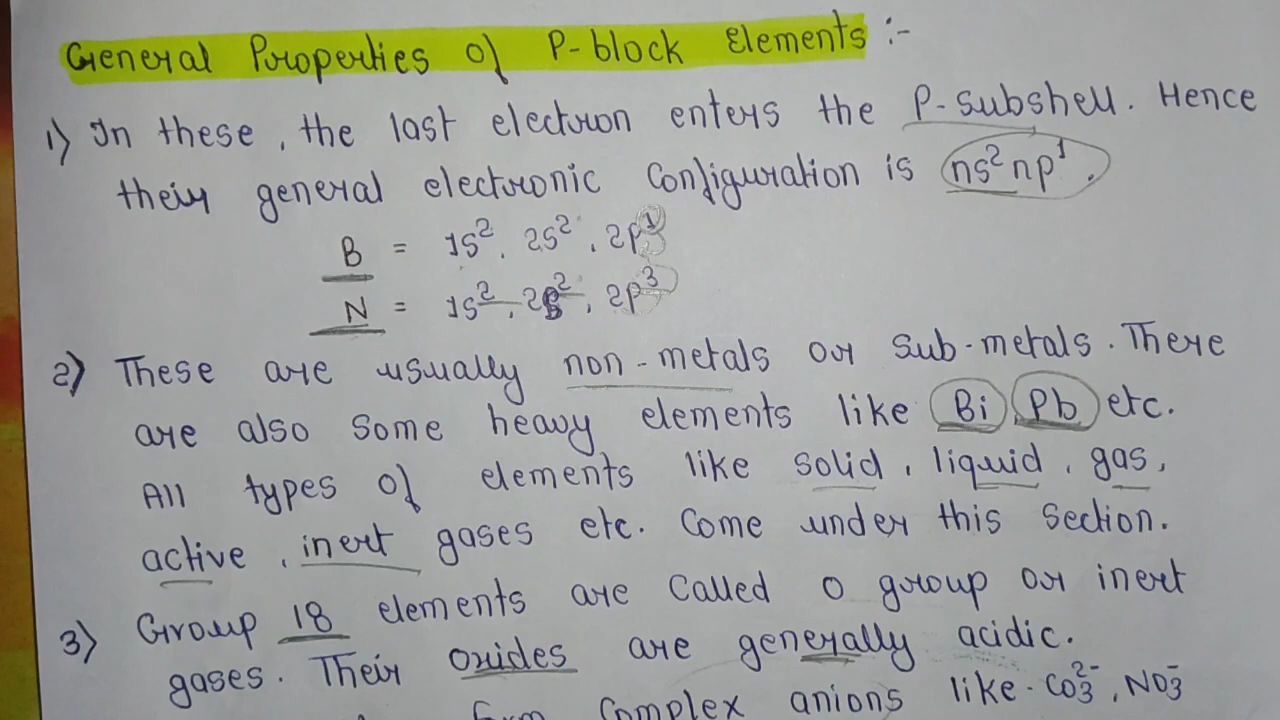 General Properties of P-block Elements :-
1) In these, the last electron enters the P-subshell. Hence
their general electronic configuration is ns² np¹.
B = 1s², 2s², 2p¹
N = 1s², 2s², 2p³
2) These are usually non-metals or sub-metals. There
are also some heavy elements like Bi Pb etc.
All types of elements like solid, liquid, gas,
active, inert gases etc. Come under this section.
3) Group 18 elements are called 0 group or inert
gases. Their oxides are generally acidic.
form complex anions like CO₃²⁻, NO₃⁻